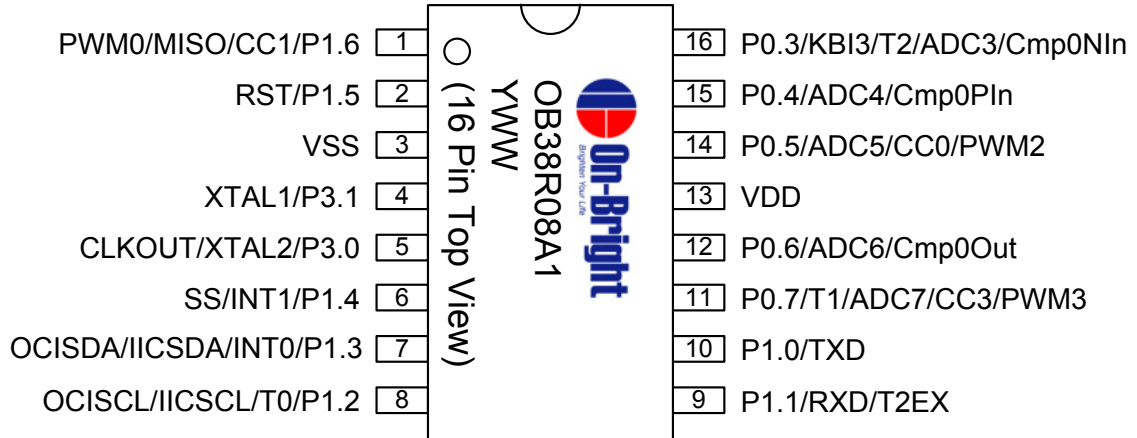 PWM0/MISO/CC1/P1.6 1
RST/P1.5 2
VSS 3
XTAL1/P3.1 4
CLKOUT/XTAL2/P3.0 5
SS/INT1/P1.4 6
OCISDA/IICSDA/INT0/P1.3 7
OCISCL/IICSCL/T0/P1.2 8
On-Bright
Brighten Your Life
OB38R08A1
YWW
(16 Pin Top View)
16 P0.3/KBI3/T2/ADC3/Cmp0NIn
15 P0.4/ADC4/Cmp0PIn
14 P0.5/ADC5/CC0/PWM2
13 VDD
12 P0.6/ADC6/Cmp0Out
11 P0.7/T1/ADC7/CC3/PWM3
10 P1.0/TXD
9 P1.1/RXD/T2EX